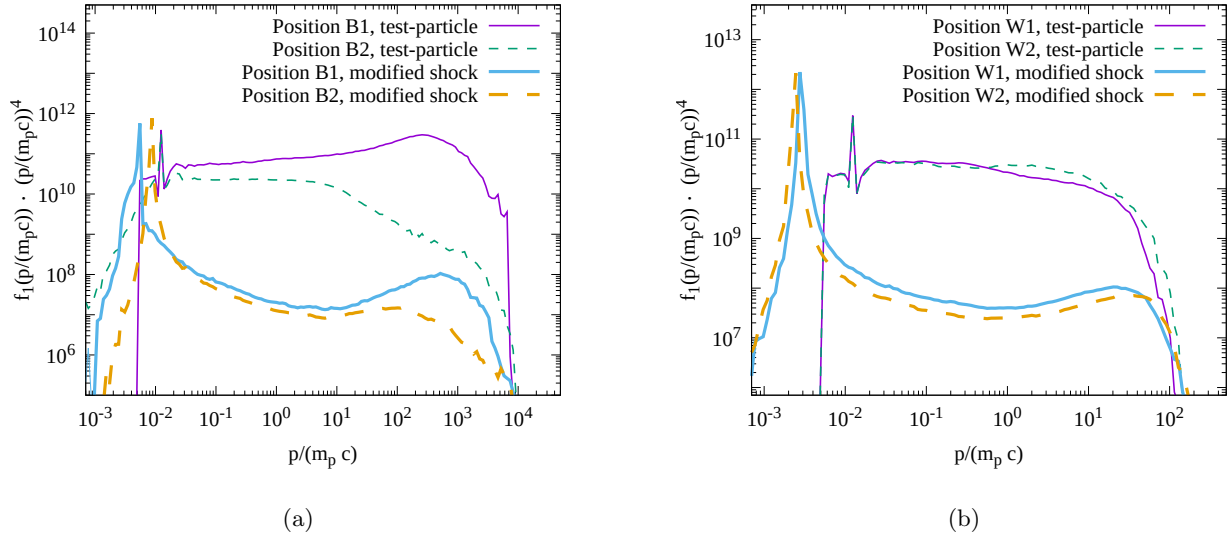 10^14
10^12
10^10
10^8
10^6
f_1(p/(m_pc)) · (p/(m_pc))^4
Position B1, test-particle
Position B2, test-particle
Position B1, modified shock
Position B2, modified shock
10^-3 10^-2 10^-1 10^0 10^1 10^2 10^3 10^4
p/(m_p c)
(a)
10^13
10^11
10^9
10^7
f_1(p/(m_pc)) · (p/(m_pc))^4
Position W1, test-particle
Position W2, test-particle
Position W1, modified shock
Position W2, modified shock
10^-3 10^-2 10^-1 10^0 10^1 10^2
p/(m_p c)
(b)